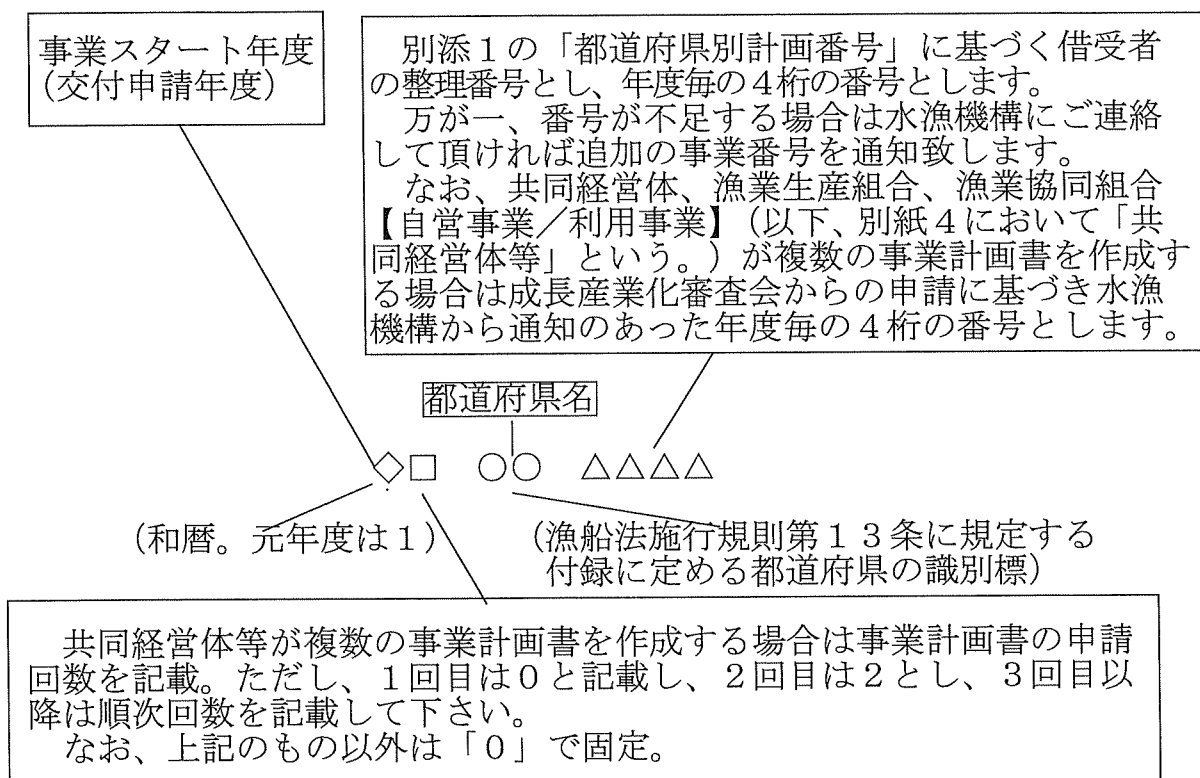 事業スタート年度
(交付申請年度)
別添1の「都道府県別計画番号」に基づく借受者
の整理番号とし、年度毎の4桁の番号とします。
万が一、番号が不足する場合は水漁機構にご連絡
して頂ければ追加の事業番号を通知致します。
なお、共同経営体、漁業生産組合、漁業協同組合
【自営事業/利用事業】(以下、別紙4において「共
同経営体等」という。)が複数の事業計画書を作成す
る場合は成長産業化審査会からの申請に基づき水漁
機構から通知のあった年度毎の4桁の番号とします。
都道府県名
◇□ ○○ △△△△
(和暦。元年度は1)
(漁船法施行規則第13条に規定する
付録に定める都道府県の識別標)
共同経営体等が複数の事業計画書を作成する場合は事業計画書の申請
回数を記載。ただし、1回目は0と記載し、2回目は2とし、3回目以
降は順次回数を記載して下さい。
なお、上記のもの以外は「0」で固定。